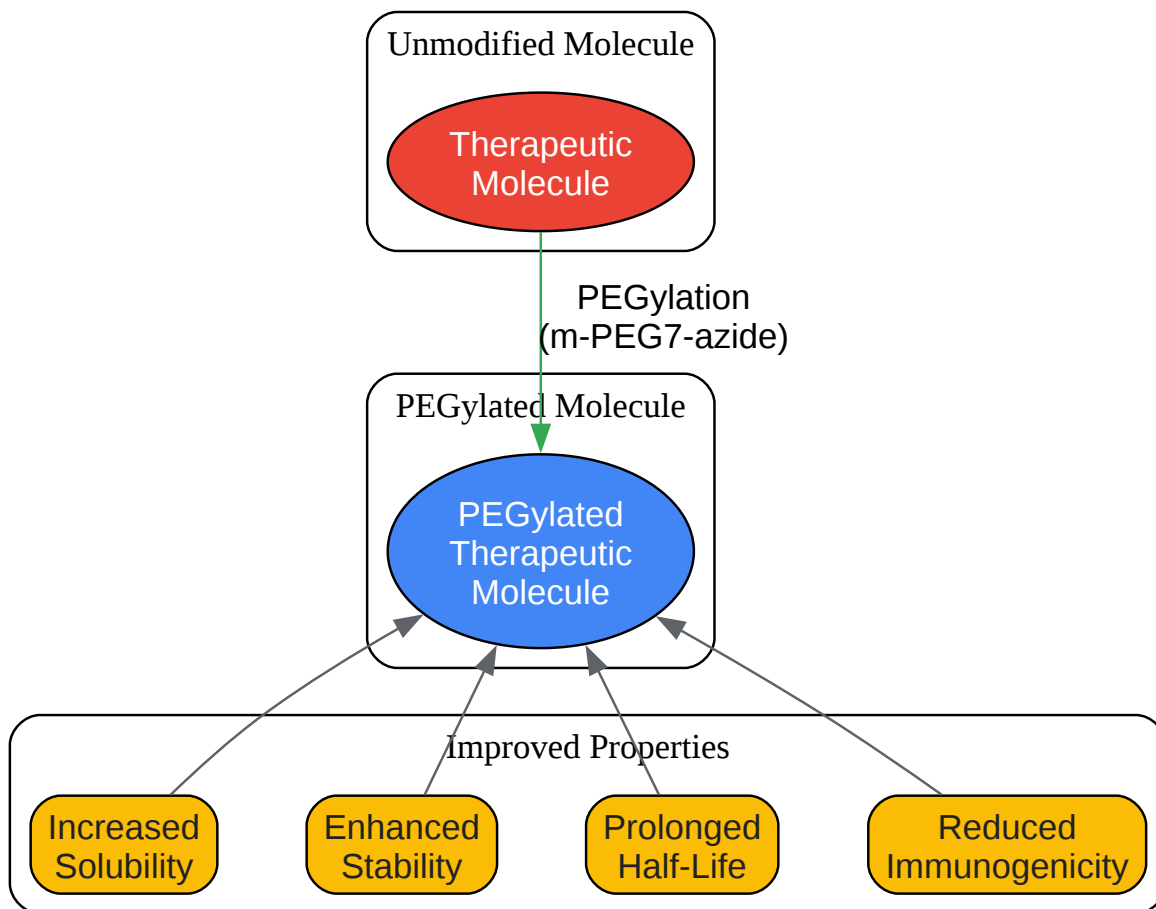 Unmodified Molecule
Therapeutic
Molecule
PEGylation
(m-PEG7-azide)
PEGylated Molecule
PEGylated
Therapeutic
Molecule
Improved Properties
Increased
Solubility
Enhanced
Stability
Prolonged
Half-Life
Reduced
Immunogenicity